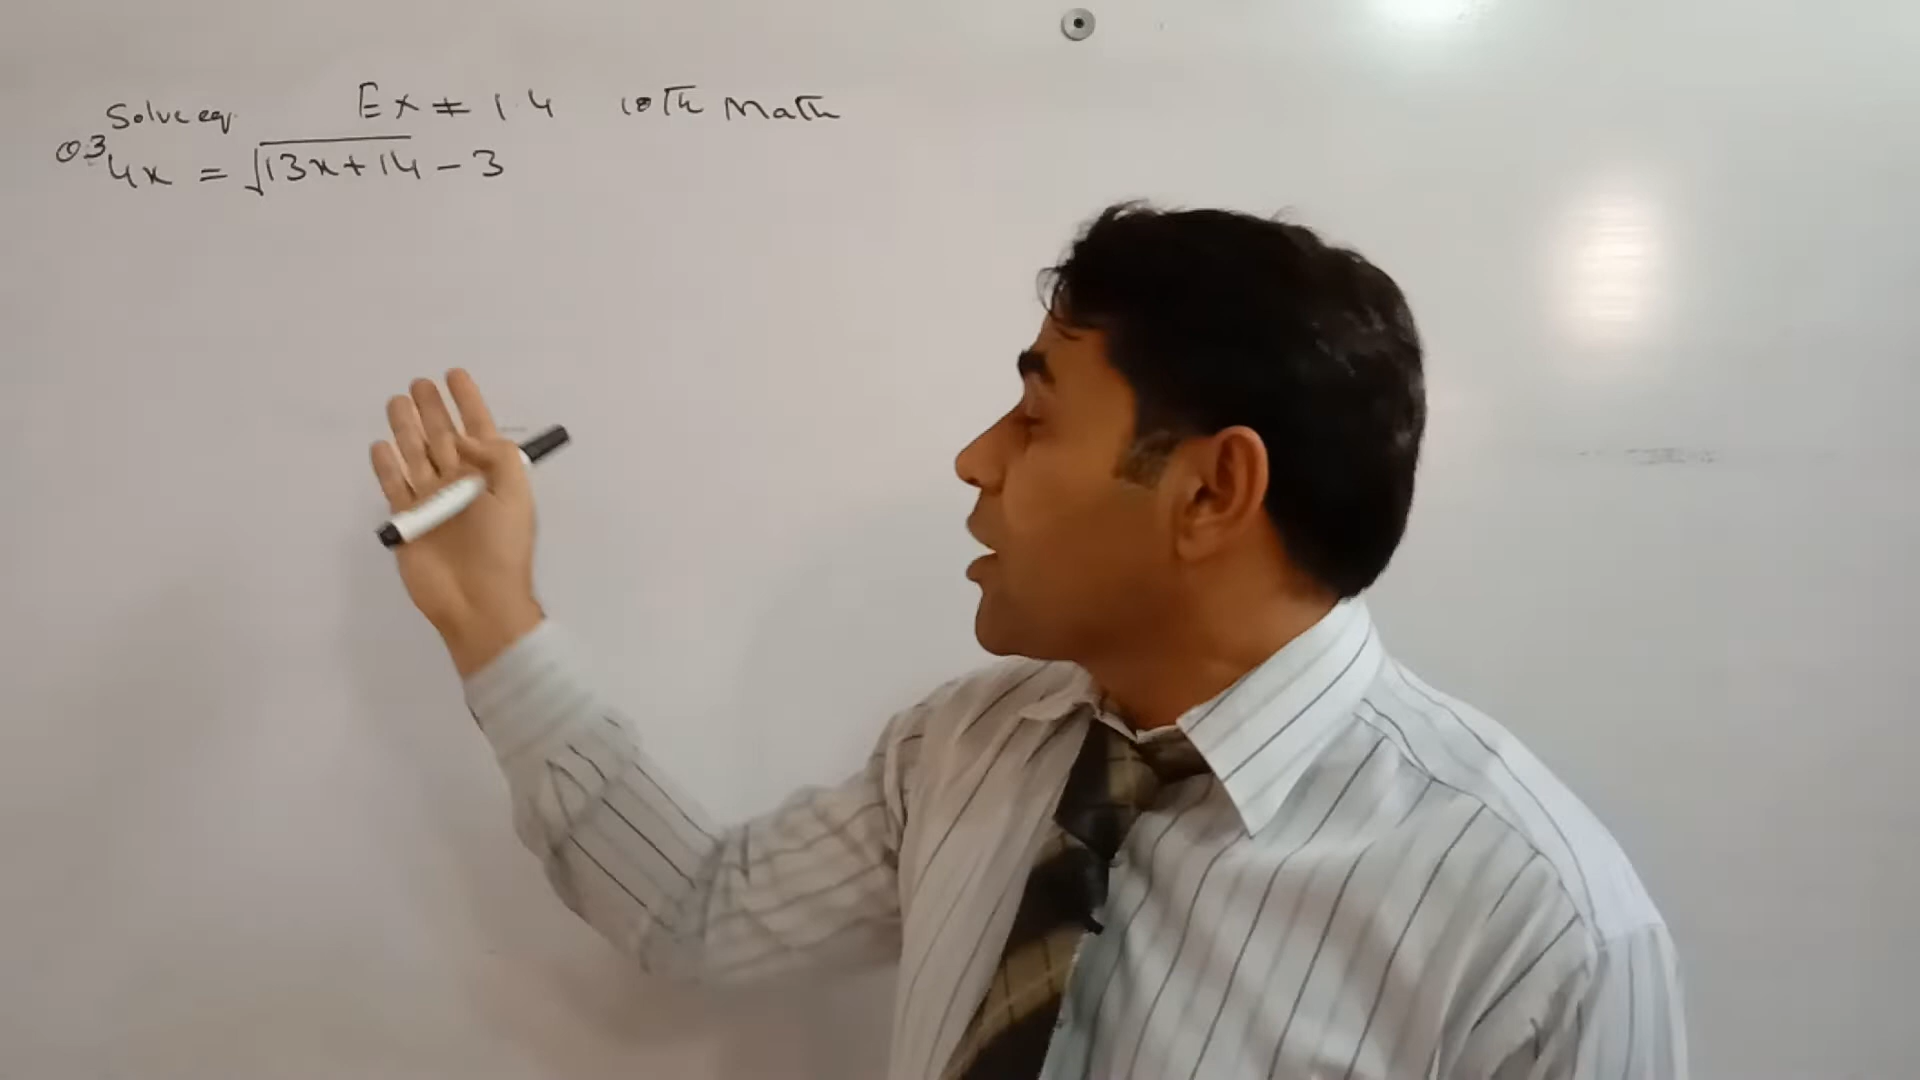 Solve eq Ex # 1.4 10th Math
Q3 4x = √13x+14 - 3